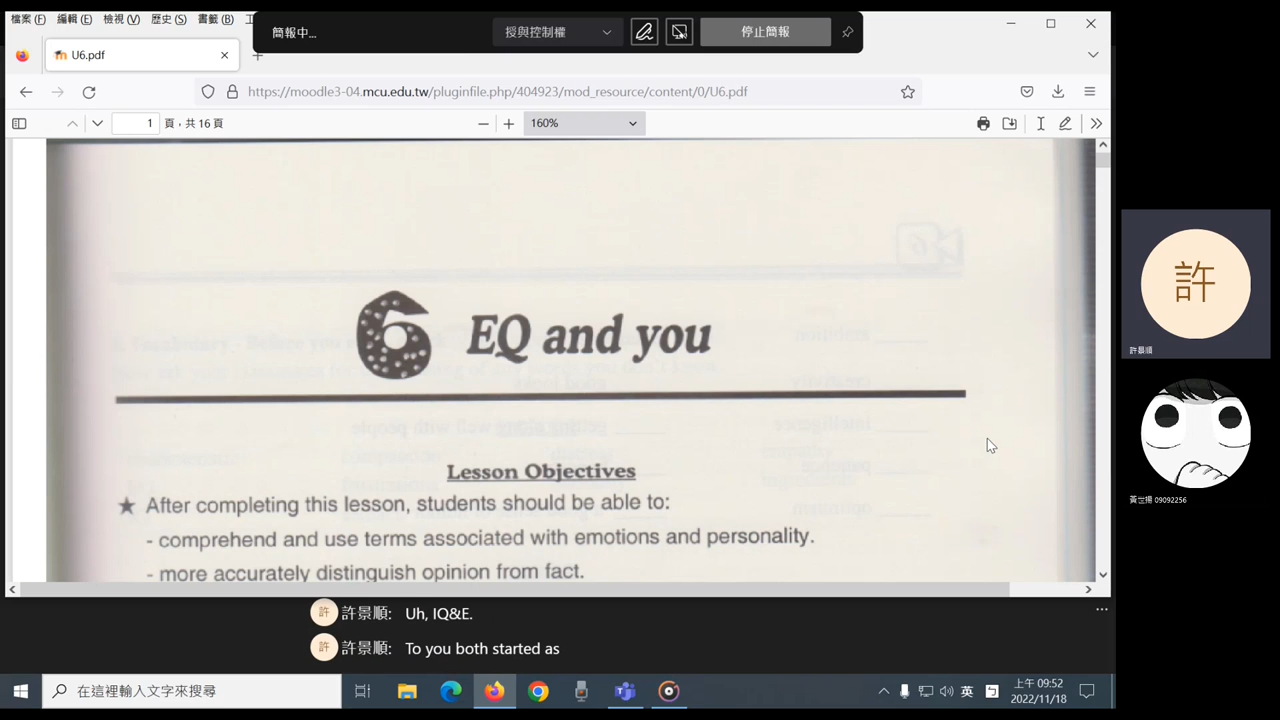 檔案(F) 編輯(E) 檢視(V) 歷史(S) 書籤(B)
簡報中...
授與控制權
停止簡報
U6.pdf
https://moodle3-04.mcu.edu.tw/pluginfile.php/404923/mod_resource/content/0/U6.pdf
1 頁，共 16 頁
160%
6 EQ and you
Lesson Objectives
★ After completing this lesson, students should be able to:
- comprehend and use terms associated with emotions and personality.
- more accurately distinguish opinion from fact.
許
許景順
黃世揚 09092256
許 許景順: Uh, IQ&E.
許 許景順: To you both started as
在這裡輸入文字來搜尋
英
上午 09:52
2022/11/18